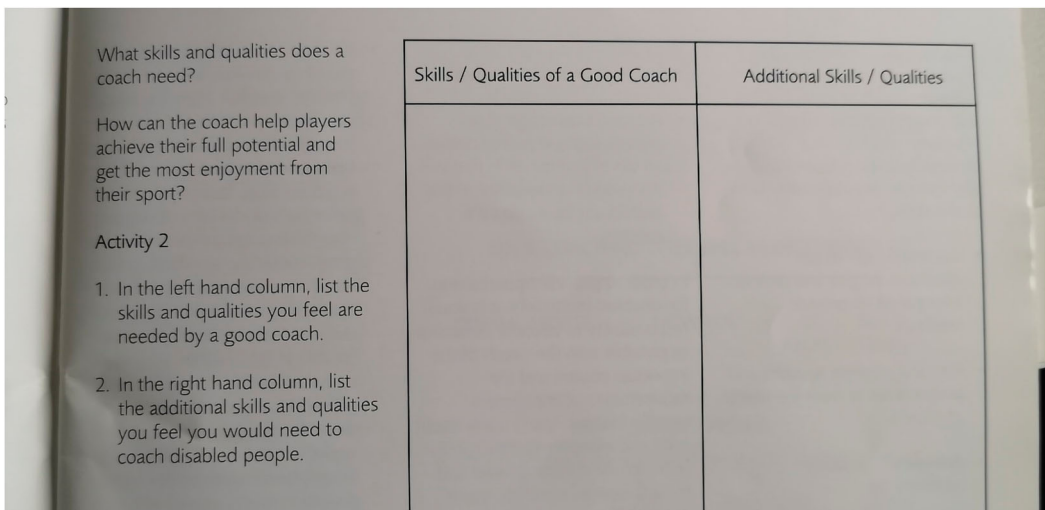 What skills and qualities does a
coach need?
How can the coach help players
achieve their full potential and
get the most enjoyment from
their sport?
Activity 2
1. In the left hand column, list the
skills and qualities you feel are
needed by a good coach.
2. In the right hand column, list
the additional skills and qualities
you feel you would need to
coach disabled people.
Skills / Qualities of a Good Coach
Additional Skills / Qualities